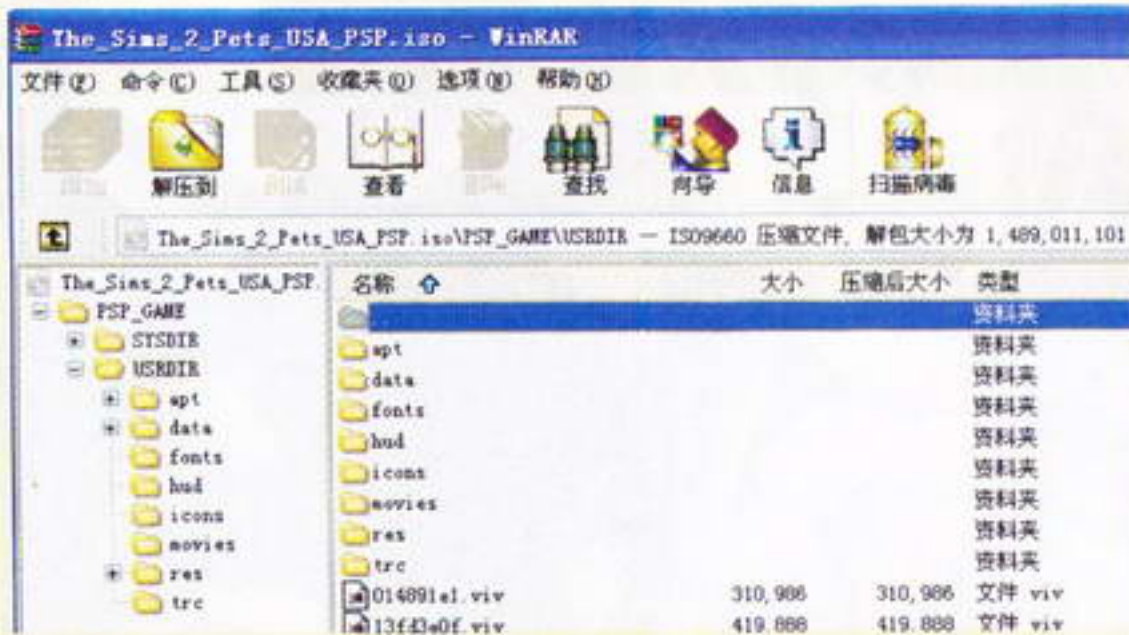 The_Sims_2_Pets_USA_PSP.iso - WinRAR
文件(F) 命令(C) 工具(S) 收藏夹(O) 选项(N) 帮助(H)
解压到 查看 查找 向导 信息 扫描病毒
The_Sims_2_Pets_USA_PSP.iso\PSP_GAME\USRDIR - ISO9660 压缩文件, 解包大小为 1,489,011,101
The_Sims_2_Pets_USA_PSP.
PSP_GAME
SYSDIR
USRDIR
apt
data
fonts
hud
icons
movies
res
trc
名称 大小 压缩后大小 类型
资料夹
apt 资料夹
data 资料夹
fonts 资料夹
hud 资料夹
icons 资料夹
movies 资料夹
res 资料夹
trc 资料夹
014891e1.viv 310,986 310,986 文件 viv
13f43e0f.viv 419,888 419,888 文件 viv